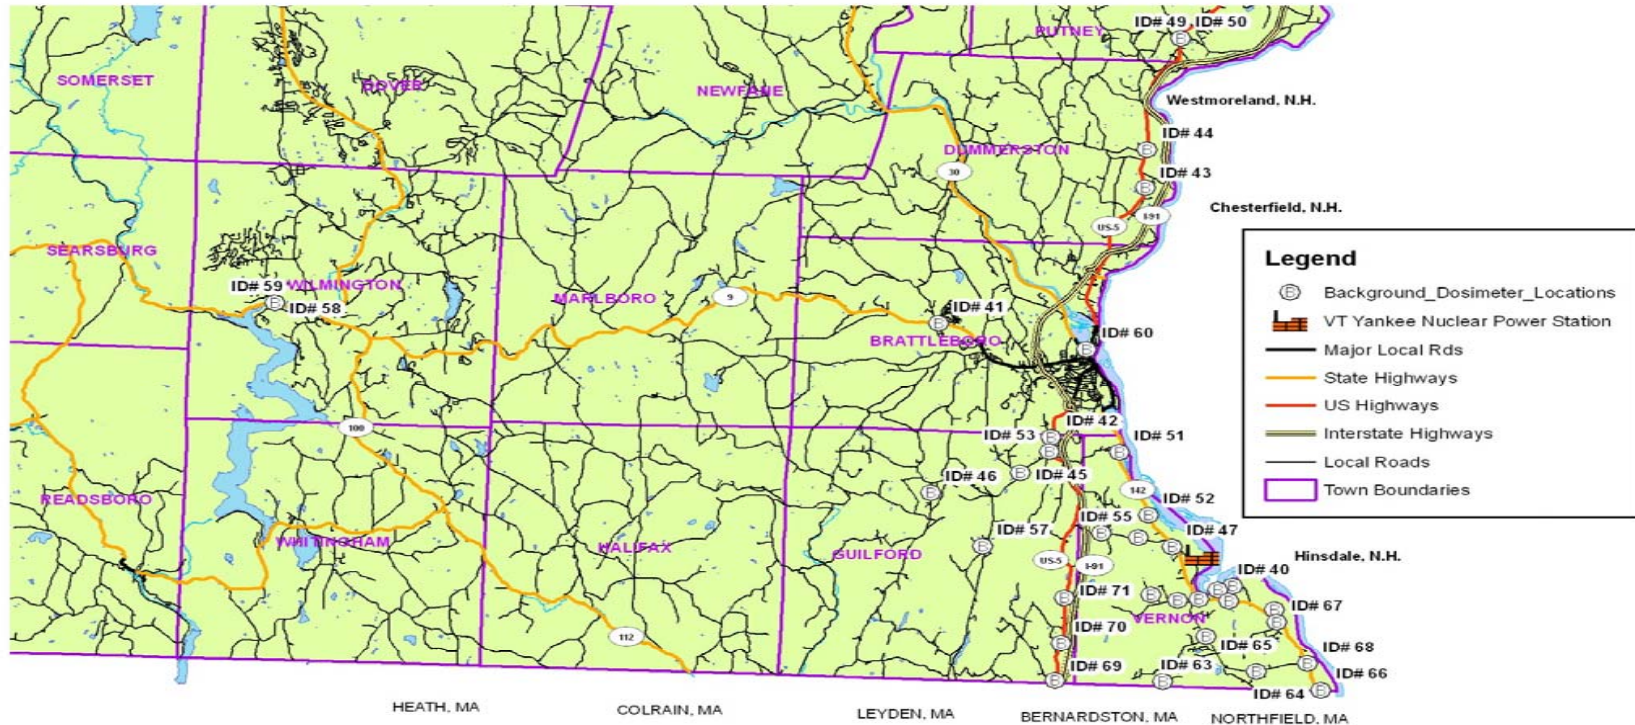 ID# 49
ID# 50
PUTNEY
SOMERSET
DOVER
NEWFANE
Westmoreland, N.H.
ID# 44
DUMMERSTON
30
ID# 43
Chesterfield, N.H.
I-91
US-5
SEARSBURG
ID# 59
WILMINGTON
ID# 58
MARLBORO
9
ID# 41
BRATTLEBORO
ID# 60
Legend
Background_Dosimeter_Locations
VT Yankee Nuclear Power Station
Major Local Rds
State Highways
US Highways
Interstate Highways
Local Roads
Town Boundaries
100
ID# 42
ID# 53
ID# 51
ID# 46
ID# 45
142
READSBORO
ID# 52
ID# 57
ID# 55
ID# 47
WHITINGHAM
HALIFAX
GUILFORD
US-5
I-91
Hinsdale, N.H.
ID# 40
ID# 71
ID# 67
VERNON
112
ID# 70
ID# 65
ID# 68
ID# 69
ID# 63
ID# 66
ID# 64
HEATH, MA
COLRAIN, MA
LEYDEN, MA
BERNARDSTON, MA
NORTHFIELD, MA